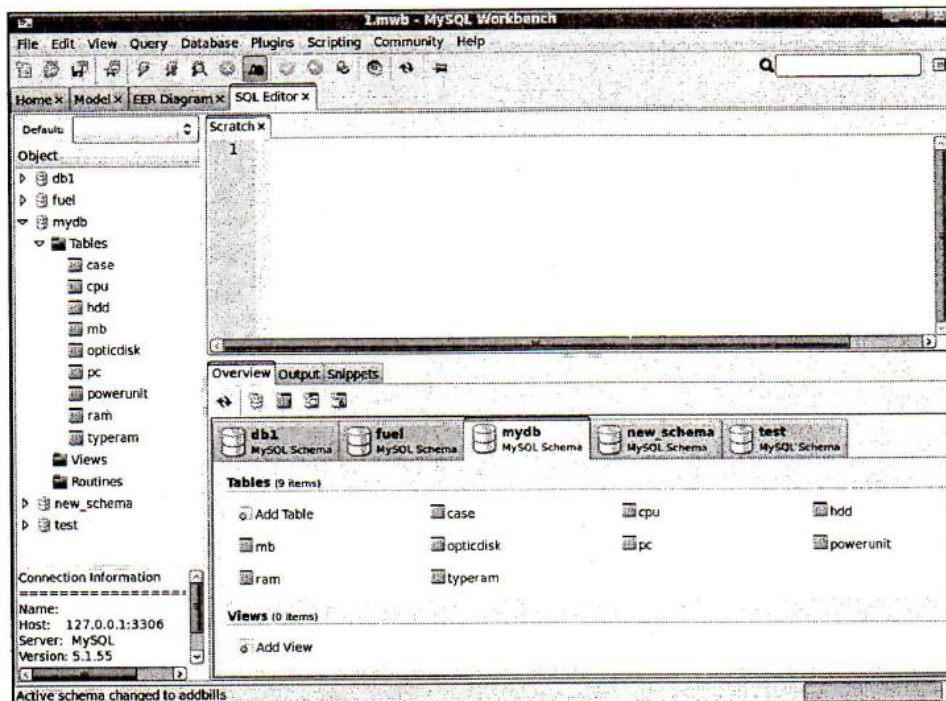 1.mwb - MySQL Workbench
File Edit View Query Database Plugins Scripting Community Help
Home × Model × EER Diagram × SQL Editor ×
Default:
Object
db1
fuel
mydb
Tables
case
cpu
hdd
mb
opticdisk
pc
powerunit
ram
typeram
Views
Routines
new_schema
test
Connection Information
===================
Name:
Host: 127.0.0.1:3306
Server: MySQL
Version: 5.1.55
Scratch ×
1
Overview Output Snippets
db1
MySQL Schema
fuel
MySQL Schema
mydb
MySQL Schema
new_schema
MySQL Schema
test
MySQL Schema
Tables (9 items)
Add Table case cpu hdd
mb opticdisk pc powerunit
ram typeram
Views (0 items)
Add View
Active schema changed to addbills